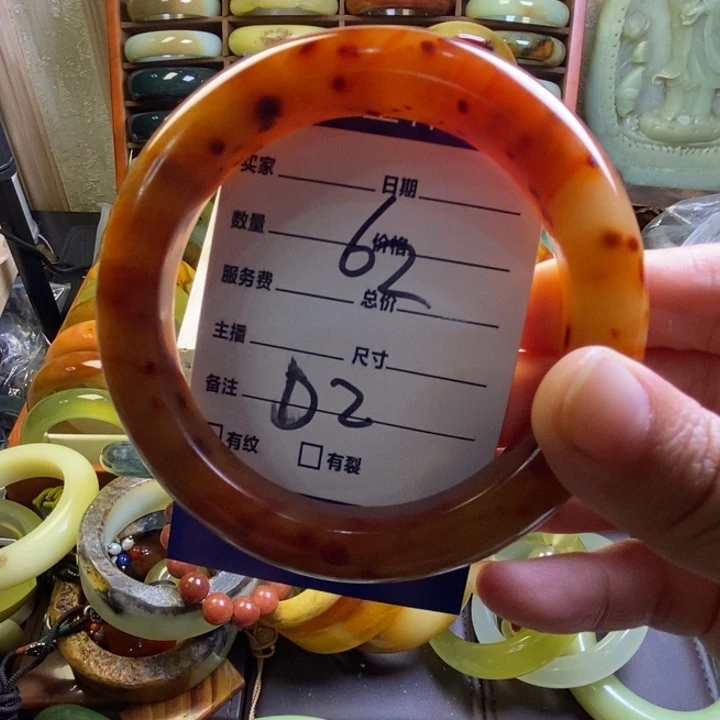 买家 日期
数量 价格
62
服务费 总价
主播 尺寸
备注 D2
有纹 有裂